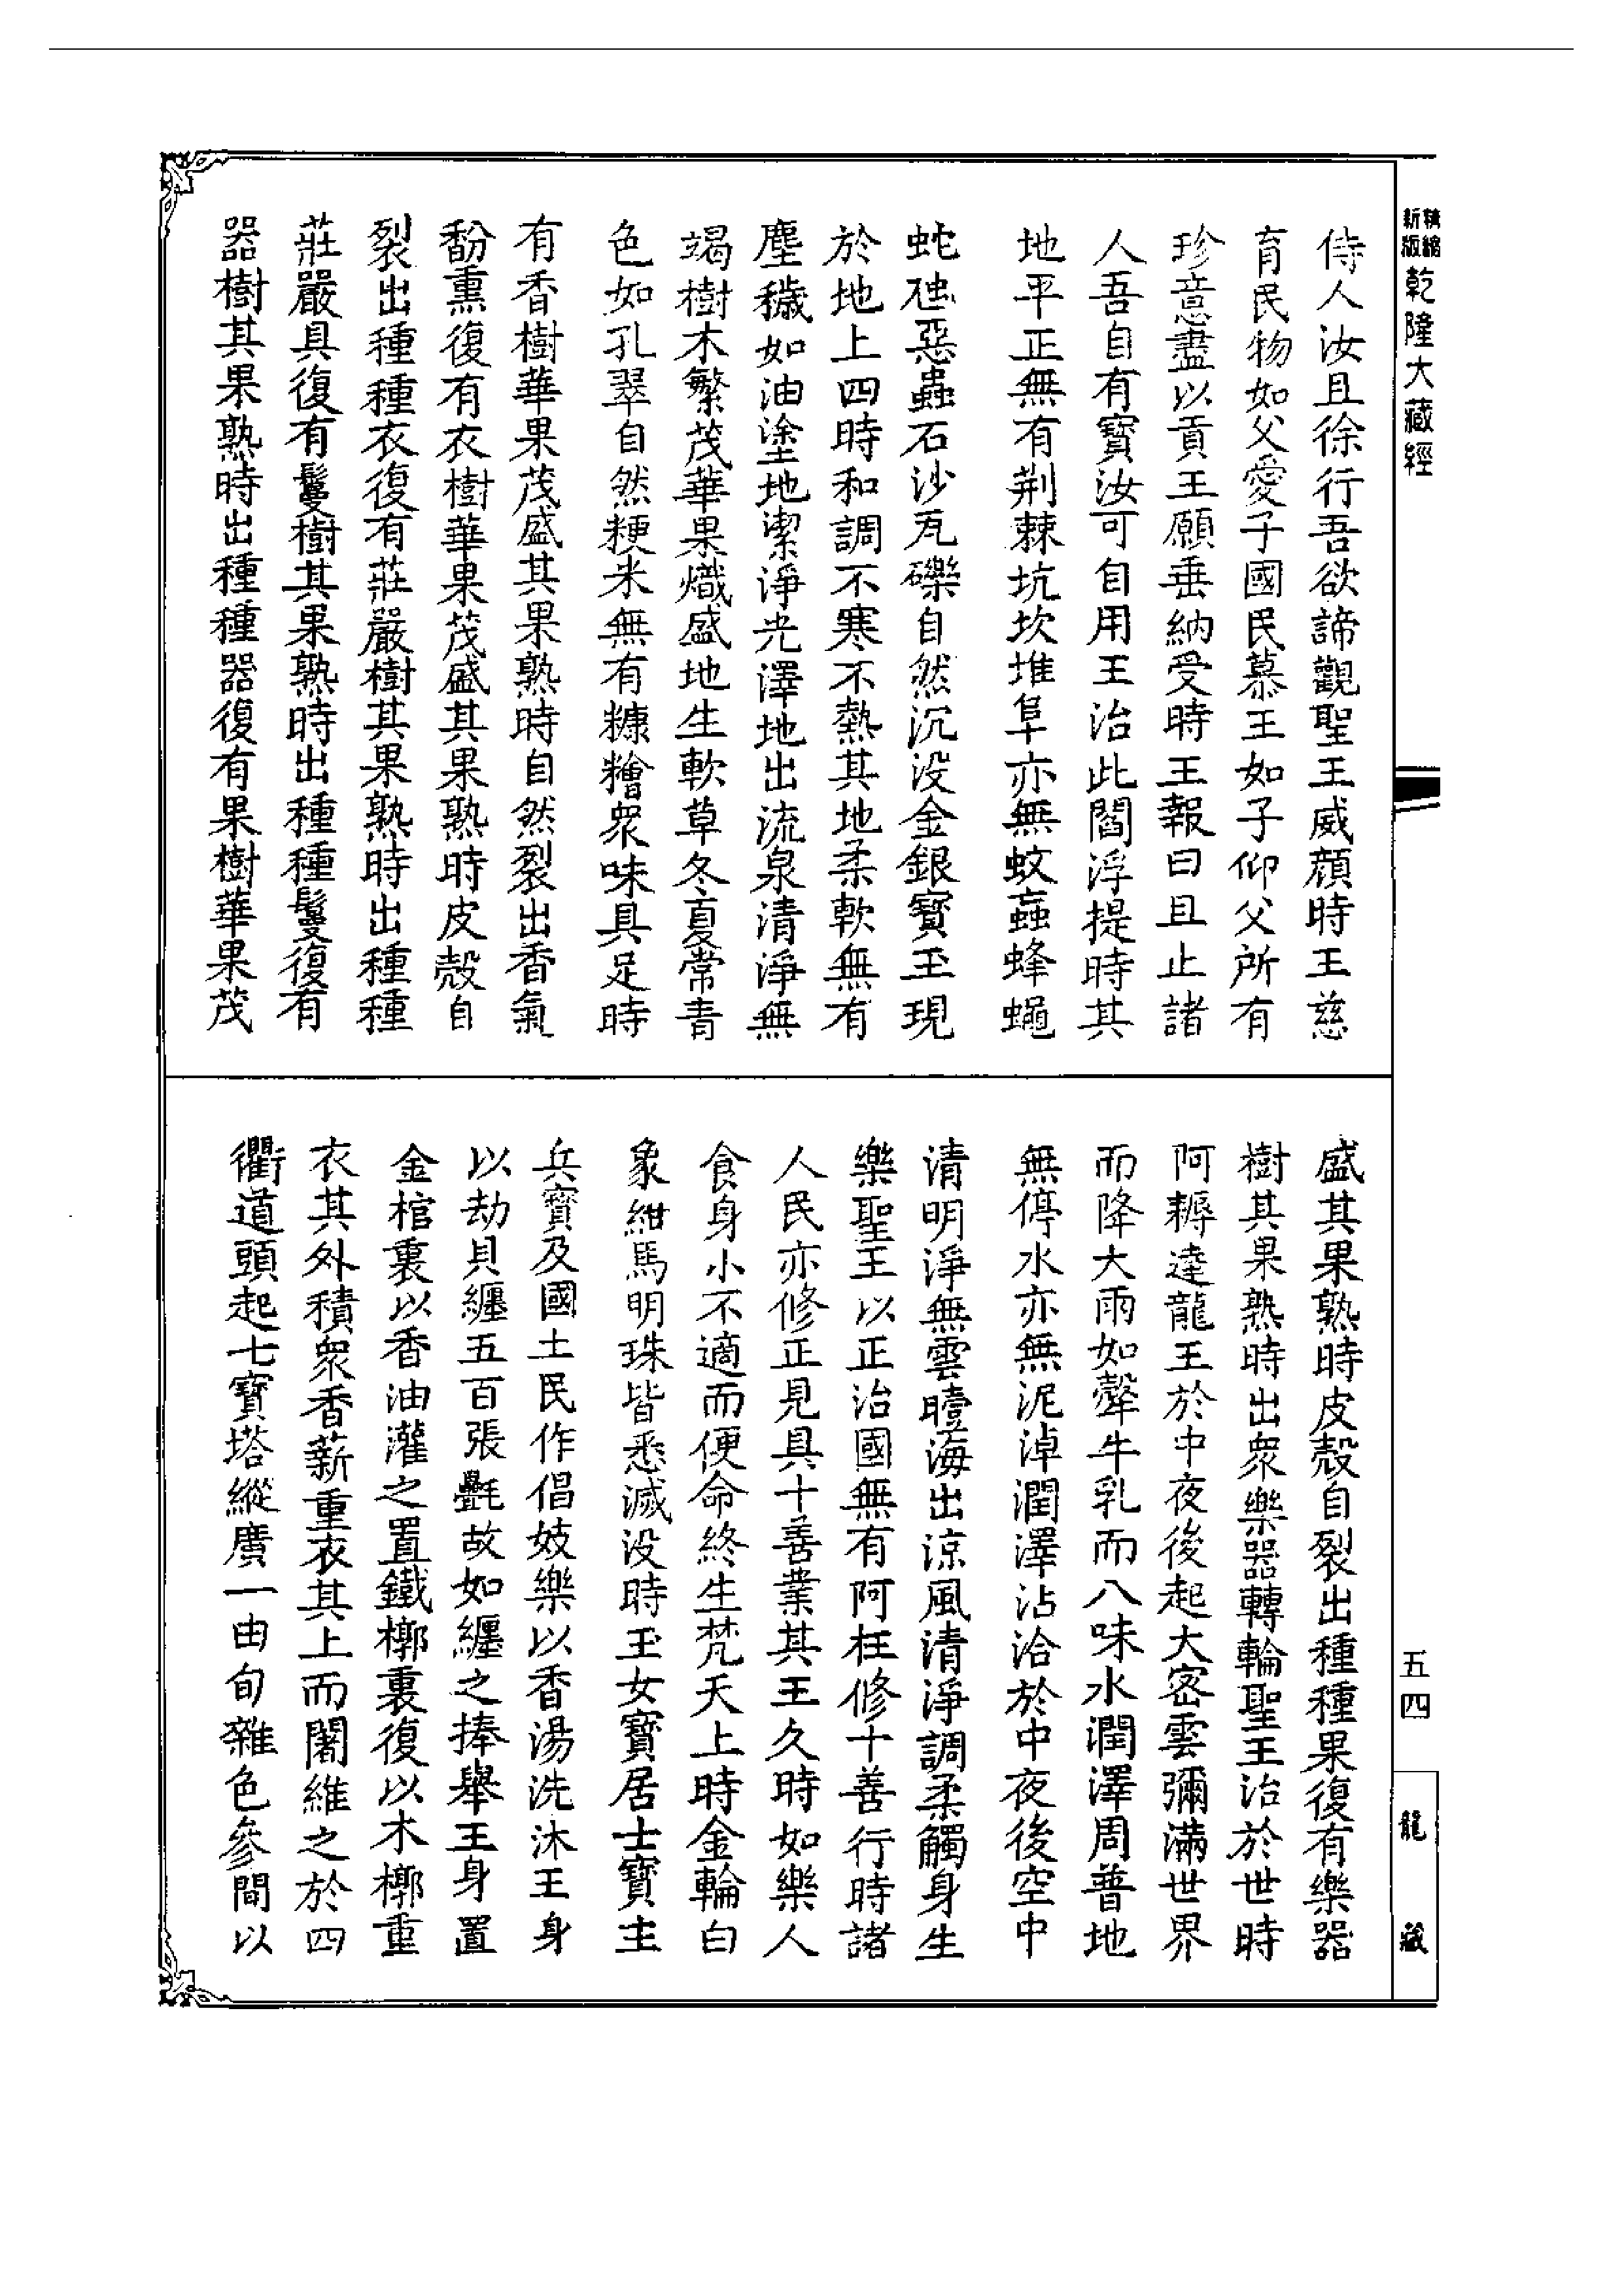 精縮新版乾隆大藏經
侍人汝且徐行吾欲諦觀聖王威顏時王慈
育民物如父愛子國民慕王如子仰父所有
珍意盡以貢王願垂納受時王報曰且止諸
人吾自有寶汝可自用王治此閻浮提時其
地平正無有荆棘坑坎堆阜亦無蚊䖟蜂蠅
蛇虺惡蟲石沙瓦礫自然沉没金銀寶玉現
於地上四時和調不寒不熱其地柔軟無有
塵穢如油塗地潔淨光澤地出流泉清淨無
竭樹木繁茂華果熾盛地生軟草冬夏常青
色如孔翠自然粳米無有糠糩衆味具足時
有香樹華果茂盛其果熟時自然裂出香氣
馚熏復有衣樹華果茂盛其果熟時皮殼自
裂出種種衣復有莊嚴樹其果熟時出種種
莊嚴具復有鬘樹其果熟時出種種鬘復有
器樹其果熟時出種種器復有果樹華果茂
盛其果熟時皮殼自裂出種種果復有樂器
樹其果熟時出衆樂器轉輪聖王治於世時
阿耨達龍王於中夜後起大密雲彌滿世界
而降大雨如𤛓牛乳而八味水潤澤周普地
無停水亦無泥淖潤澤沾洽於中夜後空中
清明淨無雲曀海出涼風清淨調柔觸身生
樂聖王以正治國無有阿枉修十善行時諸
人民亦修正見具十善業其王久時如樂人
食身小不適而便命終生梵天上時金輪白
象紺馬明珠皆悉滅没時玉女寶居士寶主
兵寶及國土民作倡妓樂以香湯洗沐王身
以劫貝纏五百張㲲故如纏之捧舉王身置
金棺裏以香油灌之置鐵槨裏復以木槨重
衣其外積衆香薪重衣其上而闍維之於四
衢道頭起七寶塔縱廣一由旬雜色參間以
五四
龍藏